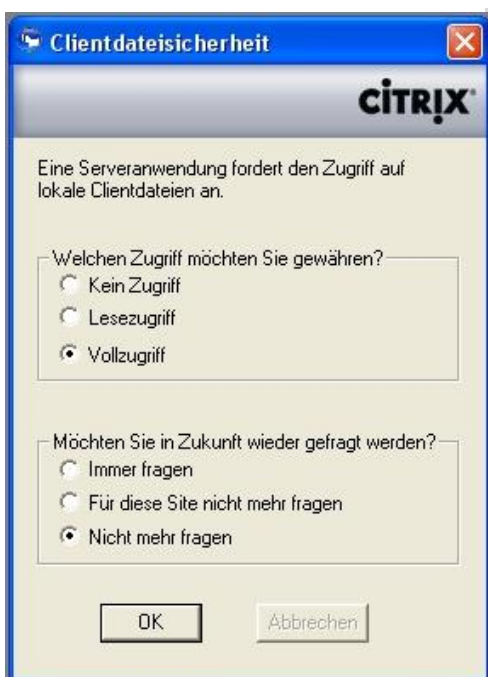 Clientdateisicherheit
CİTRIX
Eine Serveranwendung fordert den Zugriff auf
lokale Clientdateien an.
Welchen Zugriff möchten Sie gewähren?
Kein Zugriff
Lesezugriff
Vollzugriff
Möchten Sie in Zukunft wieder gefragt werden?
Immer fragen
Für diese Site nicht mehr fragen
Nicht mehr fragen
OK
Abbrechen